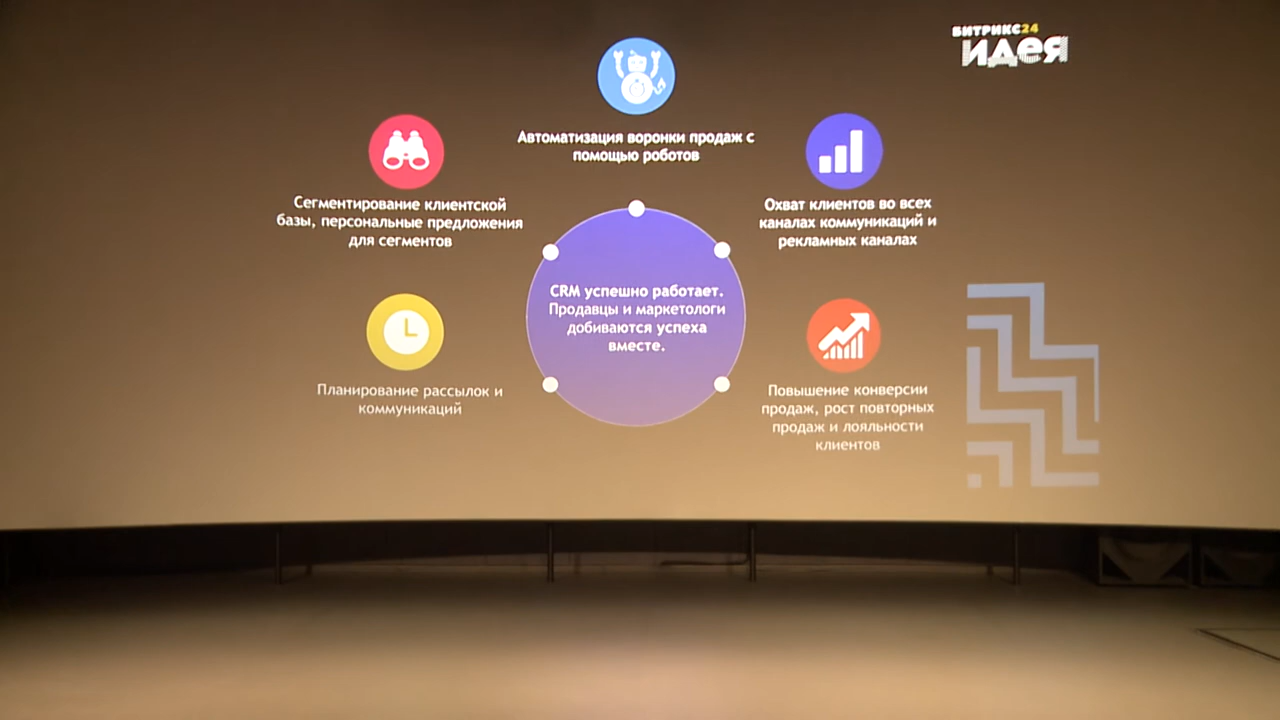 БИТРИКС24
идея
Автоматизация воронки продаж с
помощью роботов
Сегментирование клиентской
базы, персональные предложения
для сегментов
Охват клиентов во всех
каналах коммуникаций и
рекламных каналах
CRM успешно работает.
Продавцы и маркетологи
добиваются успеха
вместе.
Планирование рассылок и
коммуникаций
Повышение конверсии
продаж, рост повторных
продаж и лояльности
клиентов